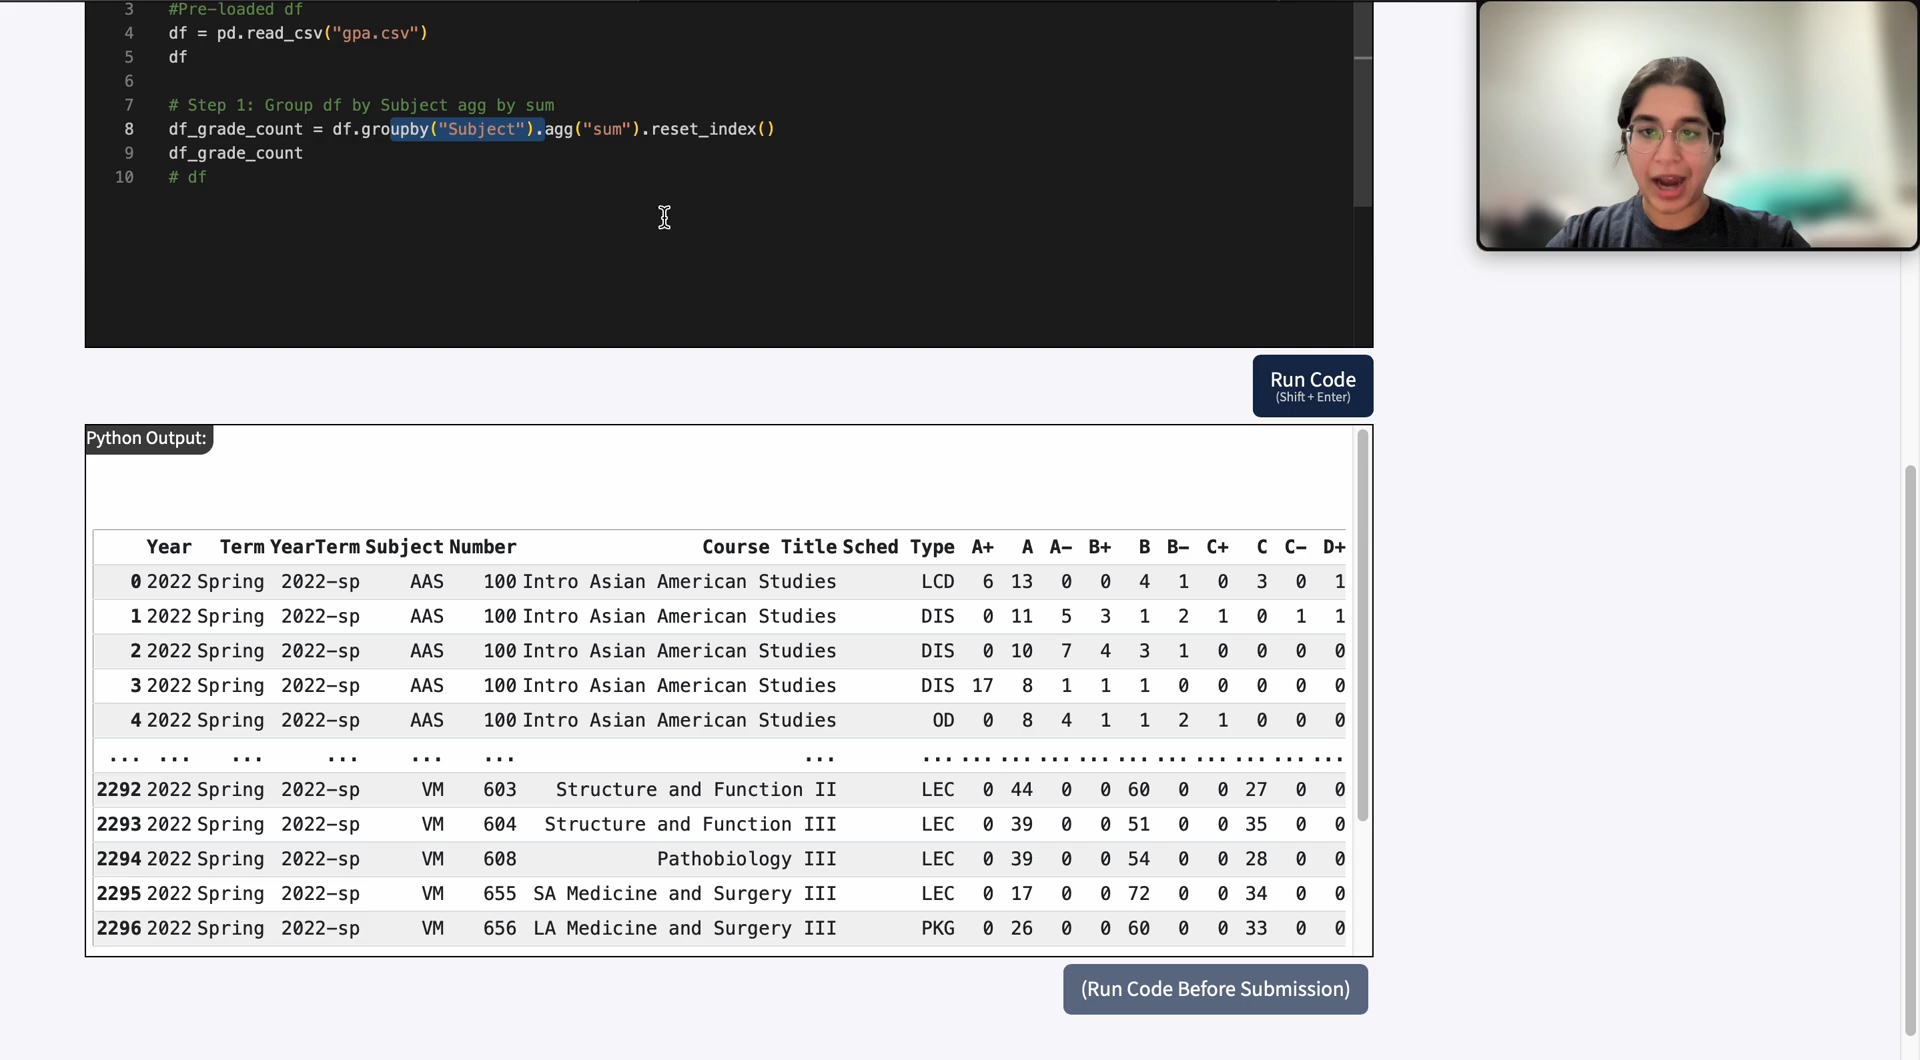 3 #Pre-loaded df
4 df = pd.read_csv("gpa.csv")
5 df
6
7 # Step 1: Group df by Subject agg by sum
8 df_grade_count = df.groupby("Subject").agg("sum").reset_index()
9 df_grade_count
10 # df
Run Code
(Shift + Enter)
Python Output:
Year Term YearTerm Subject Number Course Title Sched Type A+ A A- B+ B B- C+ C C- D+
0 2022 Spring 2022-sp AAS 100 Intro Asian American Studies LCD 6 13 0 0 4 1 0 3 0 1
1 2022 Spring 2022-sp AAS 100 Intro Asian American Studies DIS 0 11 5 3 1 2 1 0 1 1
2 2022 Spring 2022-sp AAS 100 Intro Asian American Studies DIS 0 10 7 4 3 1 0 0 0 0
3 2022 Spring 2022-sp AAS 100 Intro Asian American Studies DIS 17 8 1 1 1 0 0 0 0 0
4 2022 Spring 2022-sp AAS 100 Intro Asian American Studies OD 0 8 4 1 1 2 1 0 0 0
... ... ... ... ... ... ... ... ... ... ... ... ... ... ... ... ... ...
2292 2022 Spring 2022-sp VM 603 Structure and Function II LEC 0 44 0 0 60 0 0 27 0 0
2293 2022 Spring 2022-sp VM 604 Structure and Function III LEC 0 39 0 0 51 0 0 35 0 0
2294 2022 Spring 2022-sp VM 608 Pathobiology III LEC 0 39 0 0 54 0 0 28 0 0
2295 2022 Spring 2022-sp VM 655 SA Medicine and Surgery III LEC 0 17 0 0 72 0 0 34 0 0
2296 2022 Spring 2022-sp VM 656 LA Medicine and Surgery III PKG 0 26 0 0 60 0 0 33 0 0
(Run Code Before Submission)